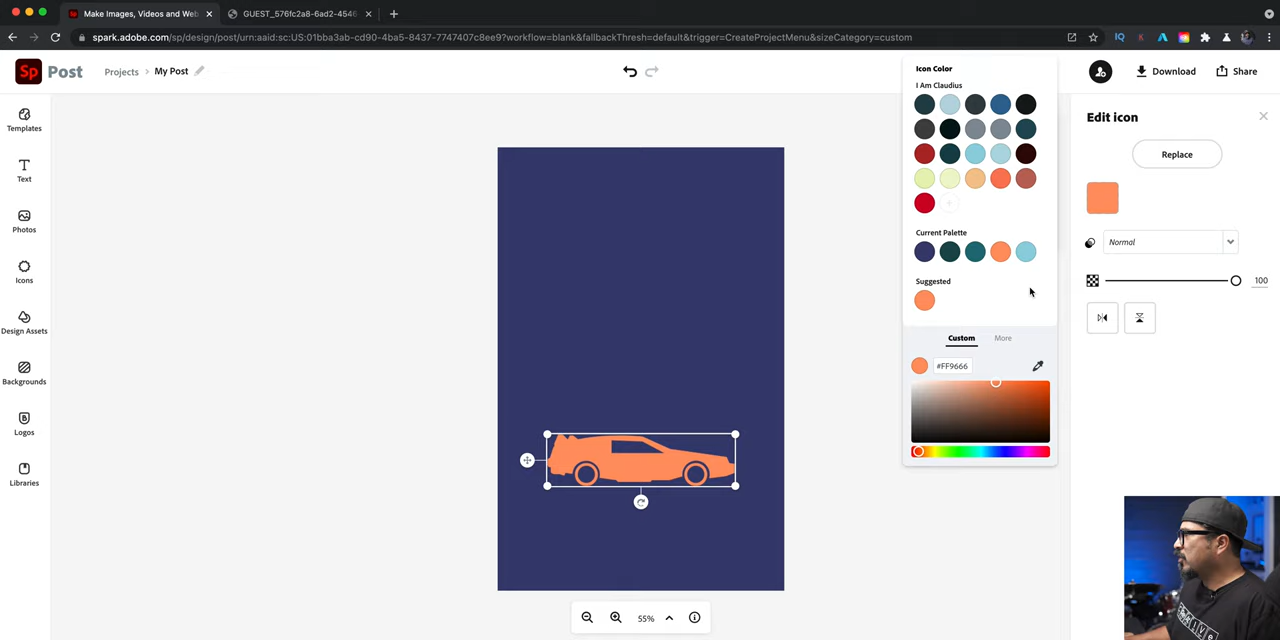 Make Images, Videos and Web
GUEST_576fc2a8-6ad2-4546
spark.adobe.com/sp/design/post/urn:aaid:sc:US:01bba3ab-cd90-4ba5-8437-7747407c8ee9?workflow=blank&fallbackThresh=default&trigger=CreateProjectMenu&sizeCategory=custom
Sp Post
Projects
My Post
Download
Share
Templates
Text
Photos
Icons
Design Assets
Backgrounds
Logos
Libraries
Icon Color
I Am Claudius
Current Palette
Suggested
Custom
More
#FF9666
Edit icon
Replace
Normal
100
55%